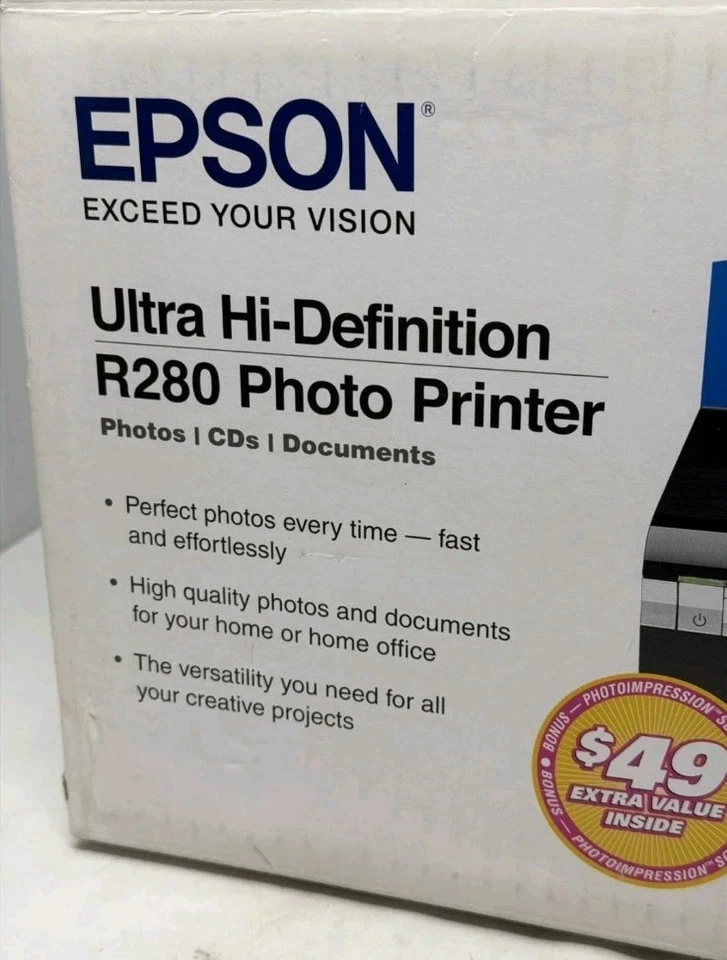 EPSON®
EXCEED YOUR VISION
Ultra Hi-Definition
R280 Photo Printer
Photos | CDs | Documents
• Perfect photos every time — fast
and effortlessly
• High quality photos and documents
for your home or home office
• The versatility you need for all
your creative projects
BONUS — PHOTOIMPRESSION™
$49
EXTRA VALUE
INSIDE
BONUS — PHOTOIMPRESSION™